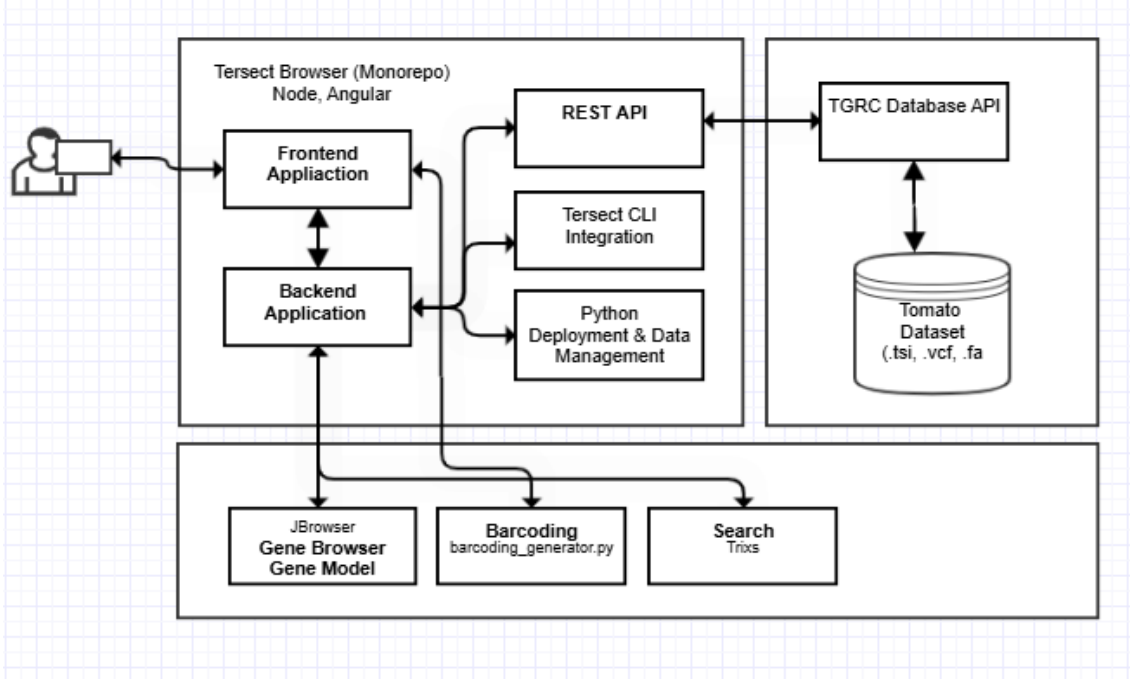 Tersect Browser (Monorepo)
Node, Angular
Frontend
Appliaction
Backend
Application
REST API
Tersect CLI
Integration
Python
Deployment & Data
Management
TGRC Database API
Tomato
Dataset
(.tsi, .vcf, .fa
JBrowser
Gene Browser
Gene Model
Barcoding
barcoding_generator.py
Search
Trixs